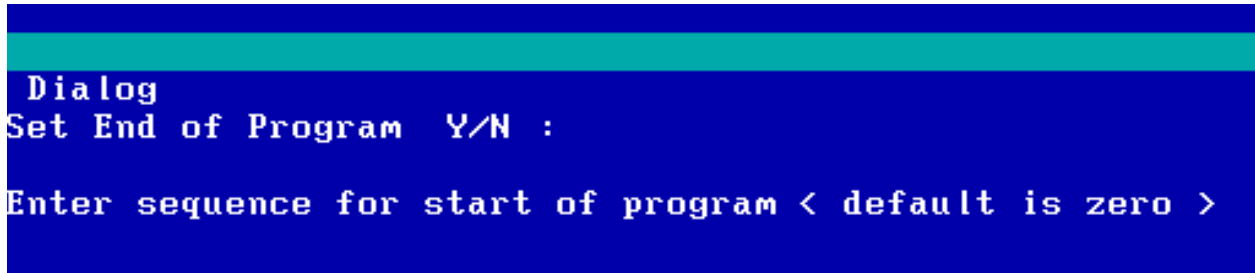 Dialog
Set End of Program Y/N :
Enter sequence for start of program < default is zero >